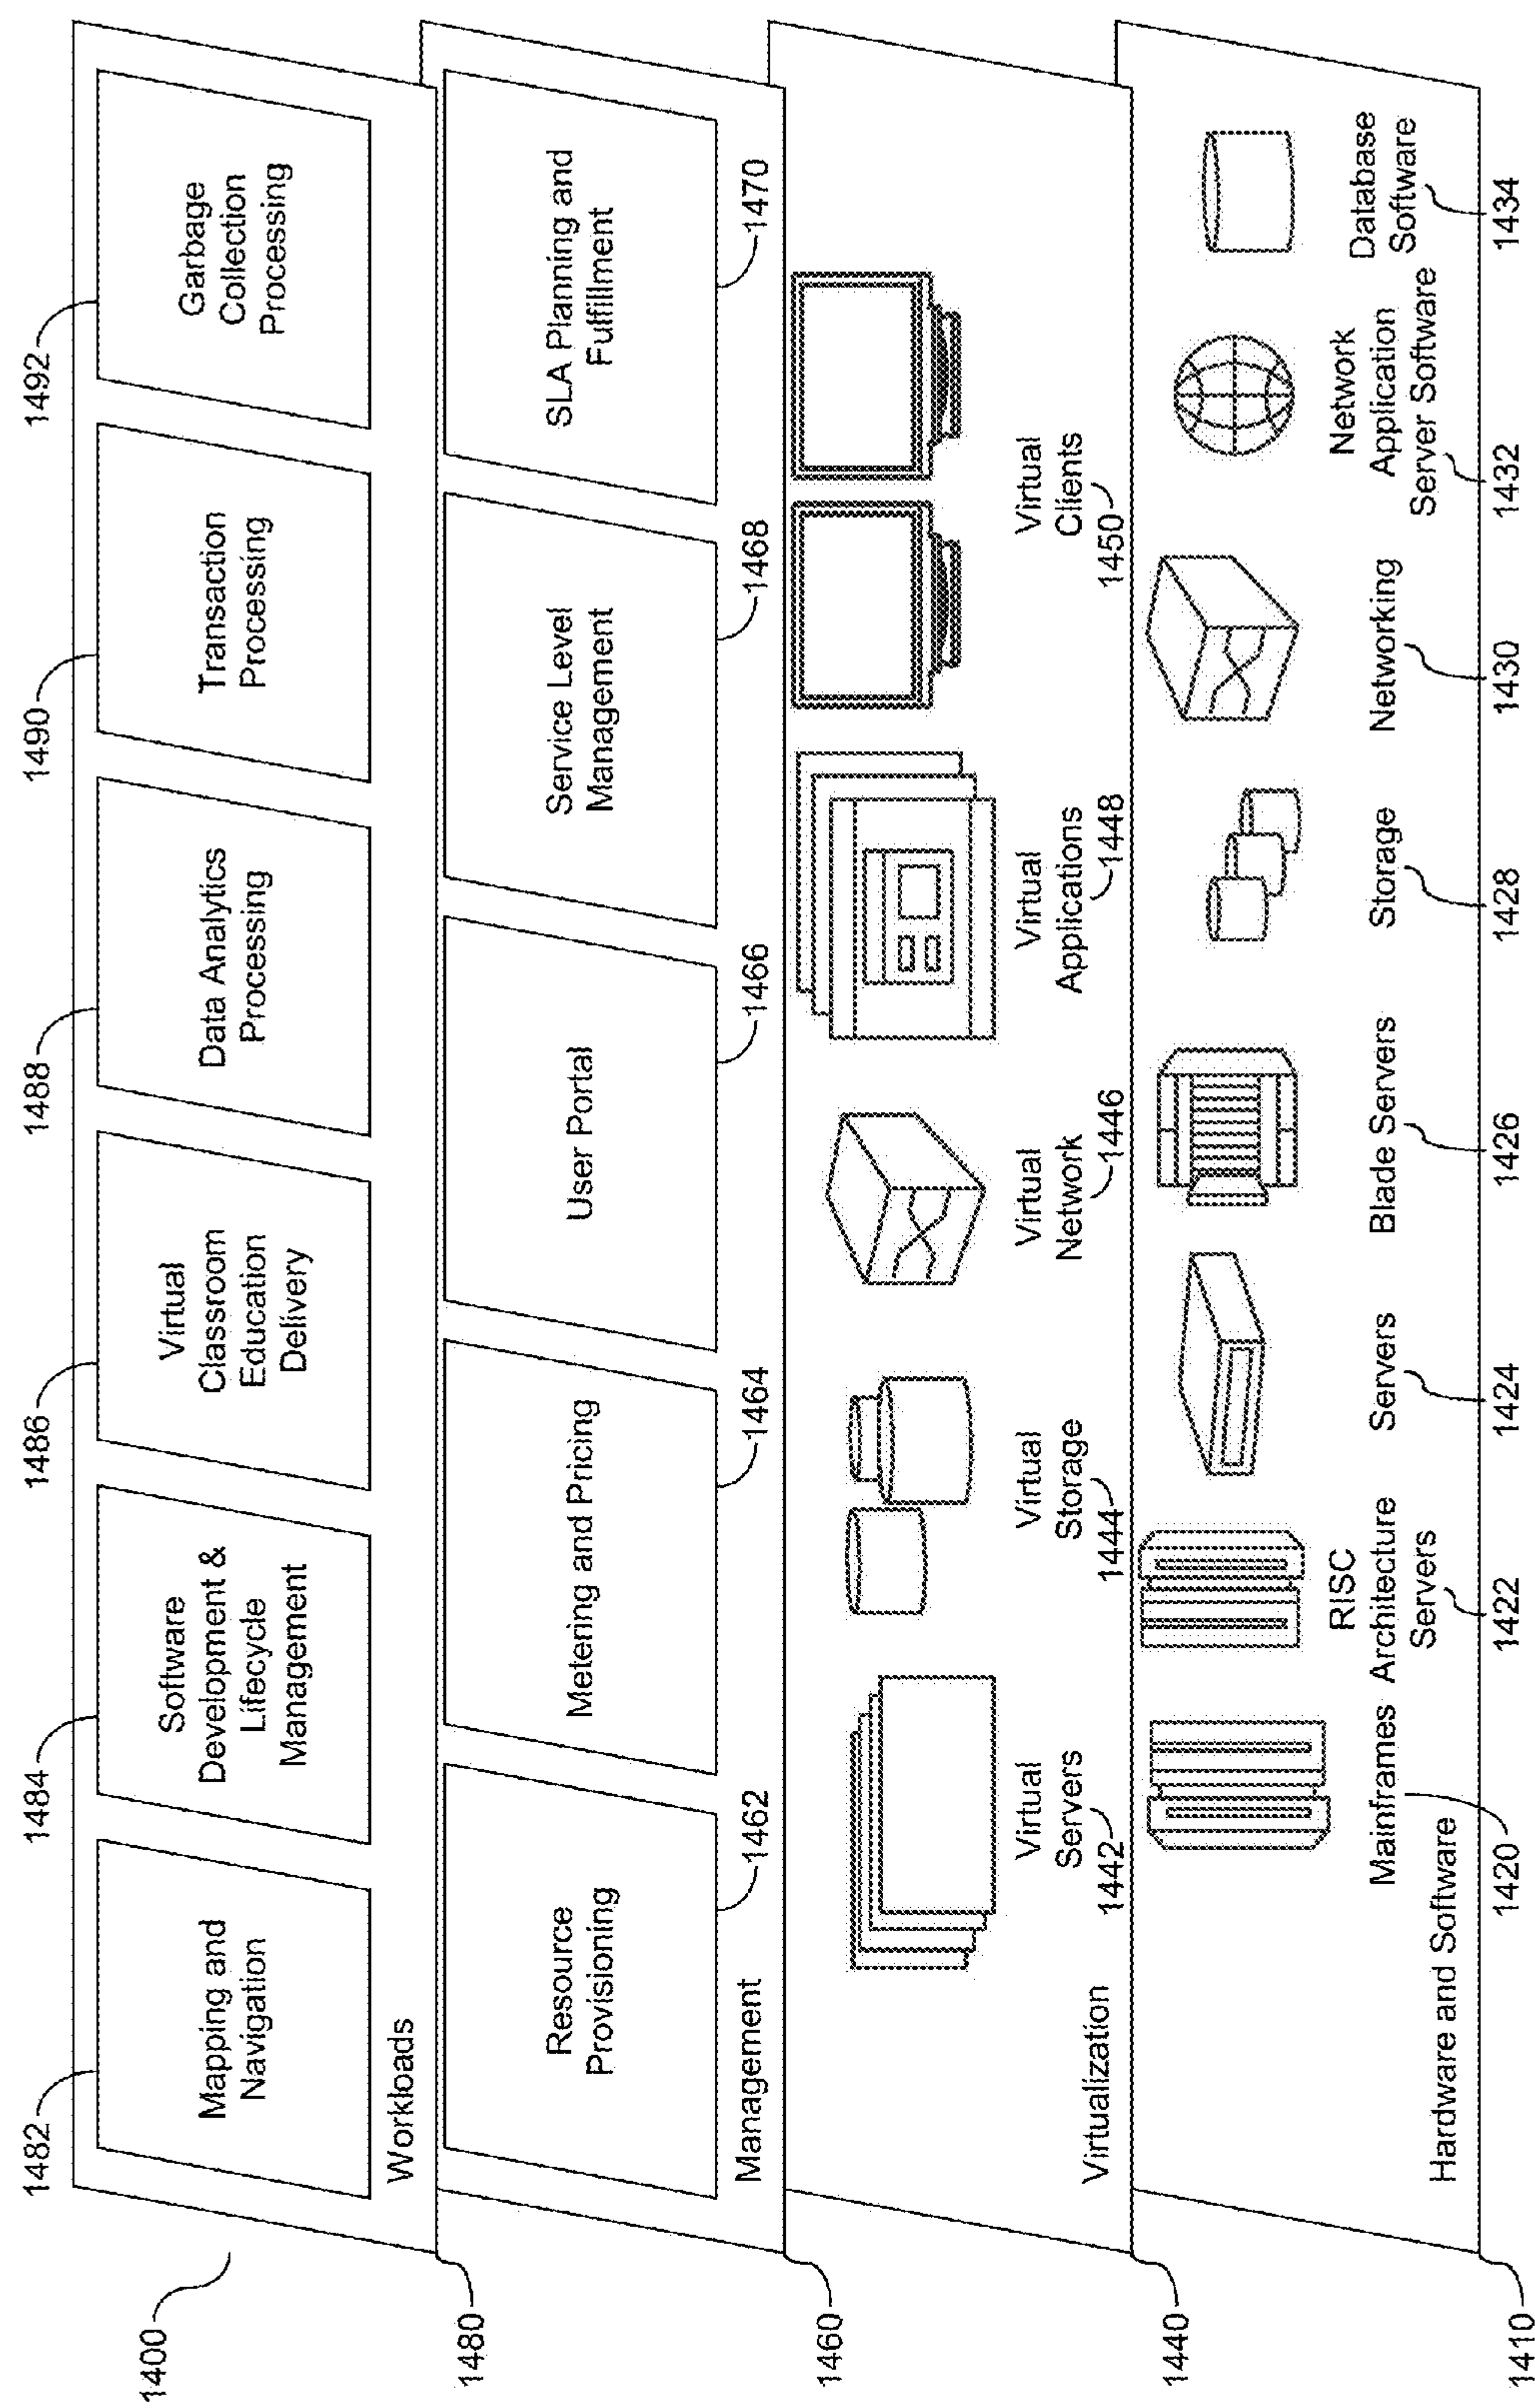 1400
1482
1484
1486
1488
1490
1492
Mapping and
Navigation
Software
Development &
Lifecycle
Management
Virtual
Classroom
Education
Delivery
Data Analytics
Processing
Transaction
Processing
Garbage
Collection
Processing
Workloads
1480
Resource
Provisioning
Metering and Pricing
User Portal
Service Level
Management
SLA Planning and
Fulfillment
Management
1462
1464
1466
1468
1470
1460
Virtual
Servers
1442
Virtual
Storage
1444
Virtual
Network
1446
Virtual
Applications
1448
Virtual
Clients
1450
Virtualization
1440
Mainframes
RISC
Architecture
Servers
Servers
Blade Servers
Storage
Networking
Network
Application
Server Software
Database
Software
Hardware and Software
1420
1422
1424
1426
1428
1430
1432
1434
1410